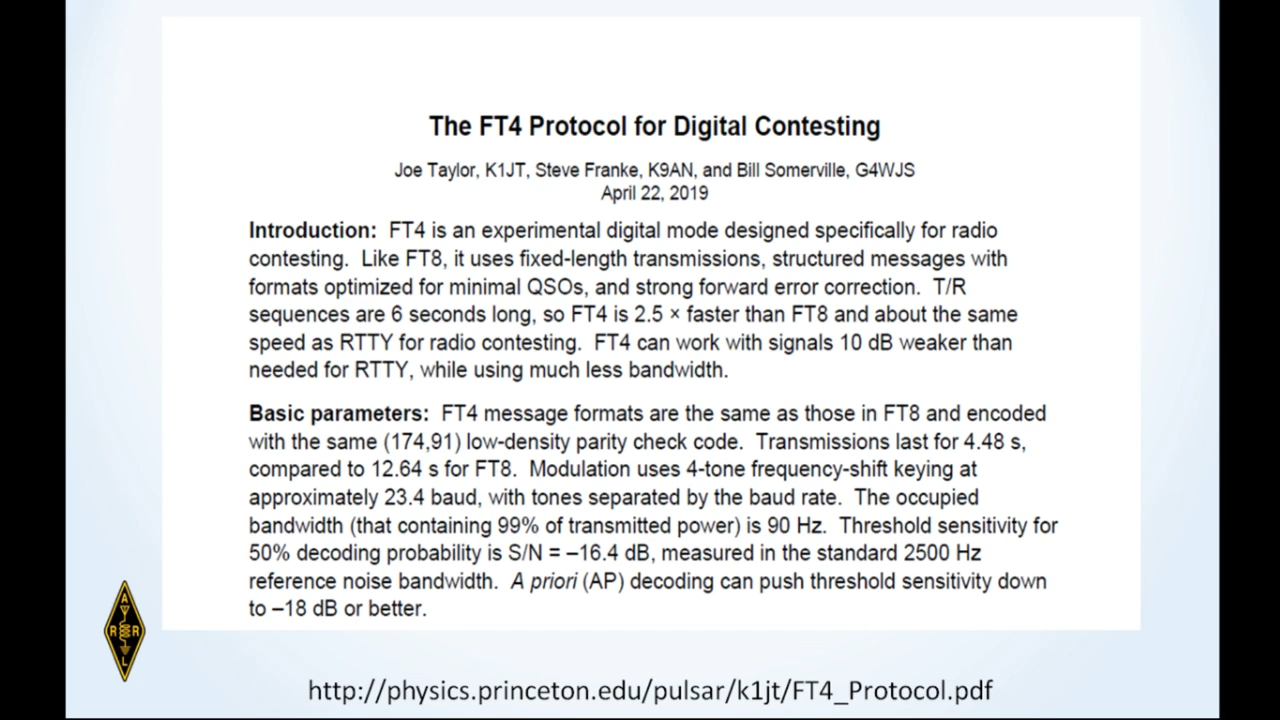 The FT4 Protocol for Digital Contesting
Joe Taylor, K1JT, Steve Franke, K9AN, and Bill Somerville, G4WJS
April 22, 2019
Introduction: FT4 is an experimental digital mode designed specifically for radio
contesting. Like FT8, it uses fixed-length transmissions, structured messages with
formats optimized for minimal QSOs, and strong forward error correction. T/R
sequences are 6 seconds long, so FT4 is 2.5 × faster than FT8 and about the same
speed as RTTY for radio contesting. FT4 can work with signals 10 dB weaker than
needed for RTTY, while using much less bandwidth.
Basic parameters: FT4 message formats are the same as those in FT8 and encoded
with the same (174,91) low-density parity check code. Transmissions last for 4.48 s,
compared to 12.64 s for FT8. Modulation uses 4-tone frequency-shift keying at
approximately 23.4 baud, with tones separated by the baud rate. The occupied
bandwidth (that containing 99% of transmitted power) is 90 Hz. Threshold sensitivity for
50% decoding probability is S/N = –16.4 dB, measured in the standard 2500 Hz
reference noise bandwidth. A priori (AP) decoding can push threshold sensitivity down
to –18 dB or better.
A
R R
L
http://physics.princeton.edu/pulsar/k1jt/FT4_Protocol.pdf